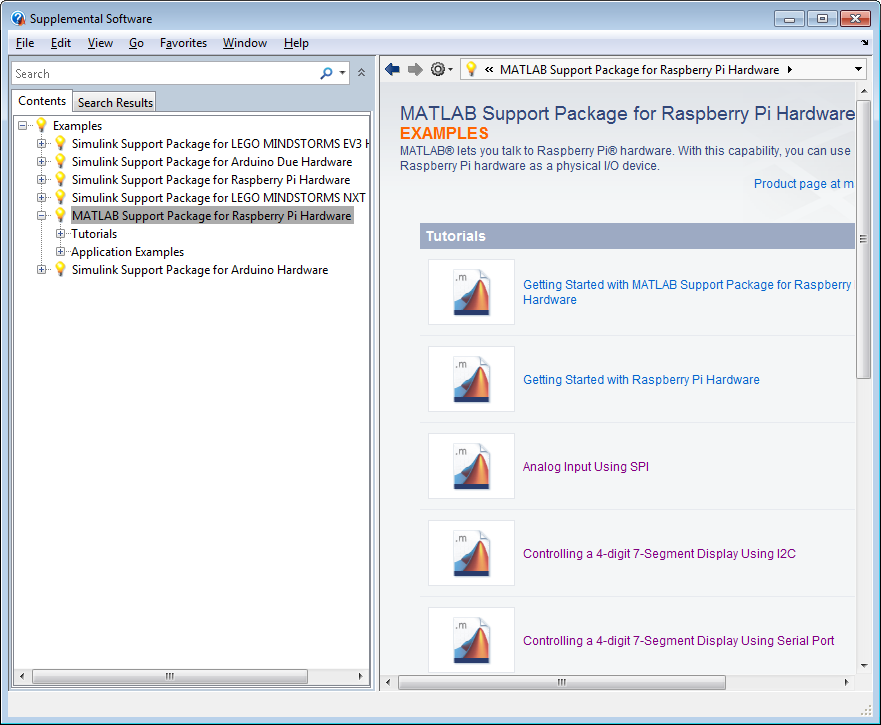 Supplemental Software
File Edit View Go Favorites Window Help
Search
« MATLAB Support Package for Raspberry Pi Hardware
Contents Search Results
Examples
Simulink Support Package for LEGO MINDSTORMS EV3 H
Simulink Support Package for Arduino Due Hardware
Simulink Support Package for Raspberry Pi Hardware
Simulink Support Package for LEGO MINDSTORMS NXT
MATLAB Support Package for Raspberry Pi Hardware
Tutorials
Application Examples
Simulink Support Package for Arduino Hardware
MATLAB Support Package for Raspberry Pi Hardware
EXAMPLES
MATLAB® lets you talk to Raspberry Pi® hardware. With this capability, you can use
Raspberry Pi hardware as a physical I/O device.
Product page at m
Tutorials
.m
Getting Started with MATLAB Support Package for Raspberry
Hardware
.m
Getting Started with Raspberry Pi Hardware
.m
Analog Input Using SPI
.m
Controlling a 4-digit 7-Segment Display Using I2C
.m
Controlling a 4-digit 7-Segment Display Using Serial Port